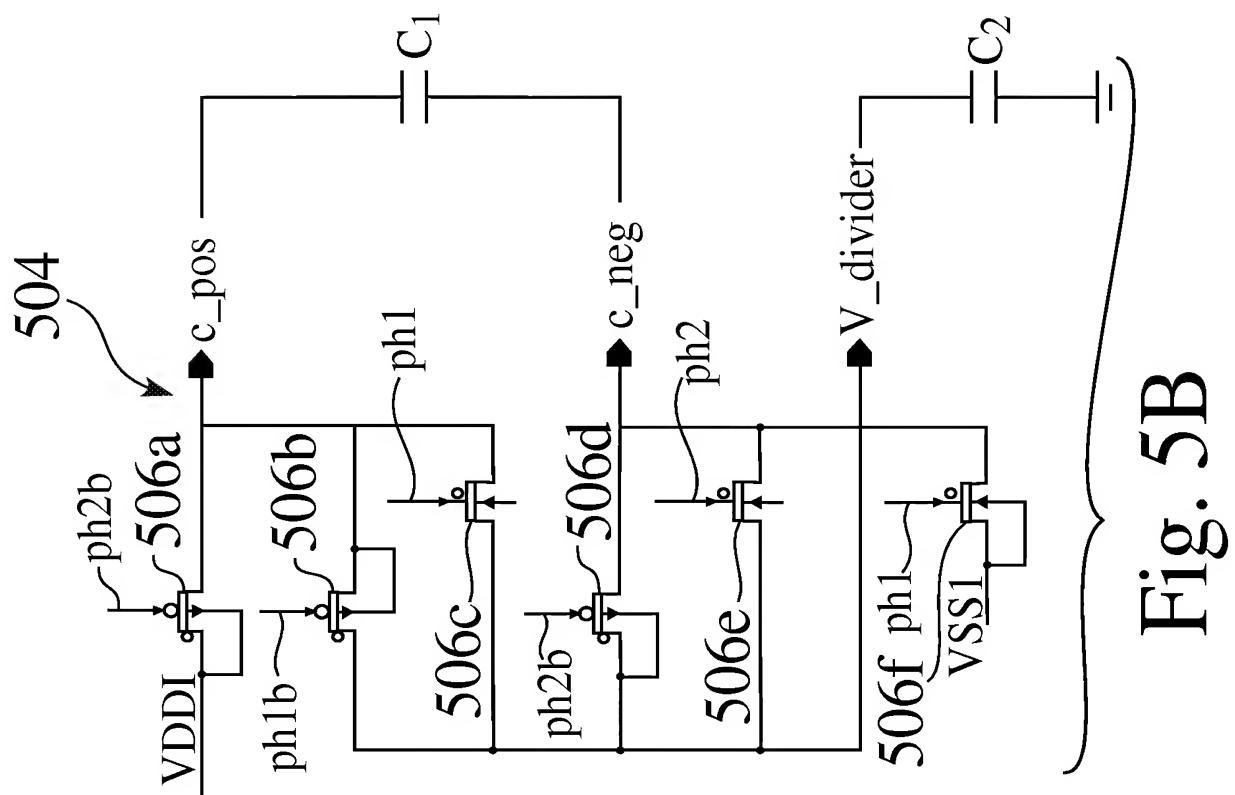 504
ph2b
VDDI
506a
c_pos
C1
ph1b
506b
ph1
506c
ph2b
506d
c_neg
ph2
506e
V_divider
C2
506f
ph1
VSS1
Fig. 5B